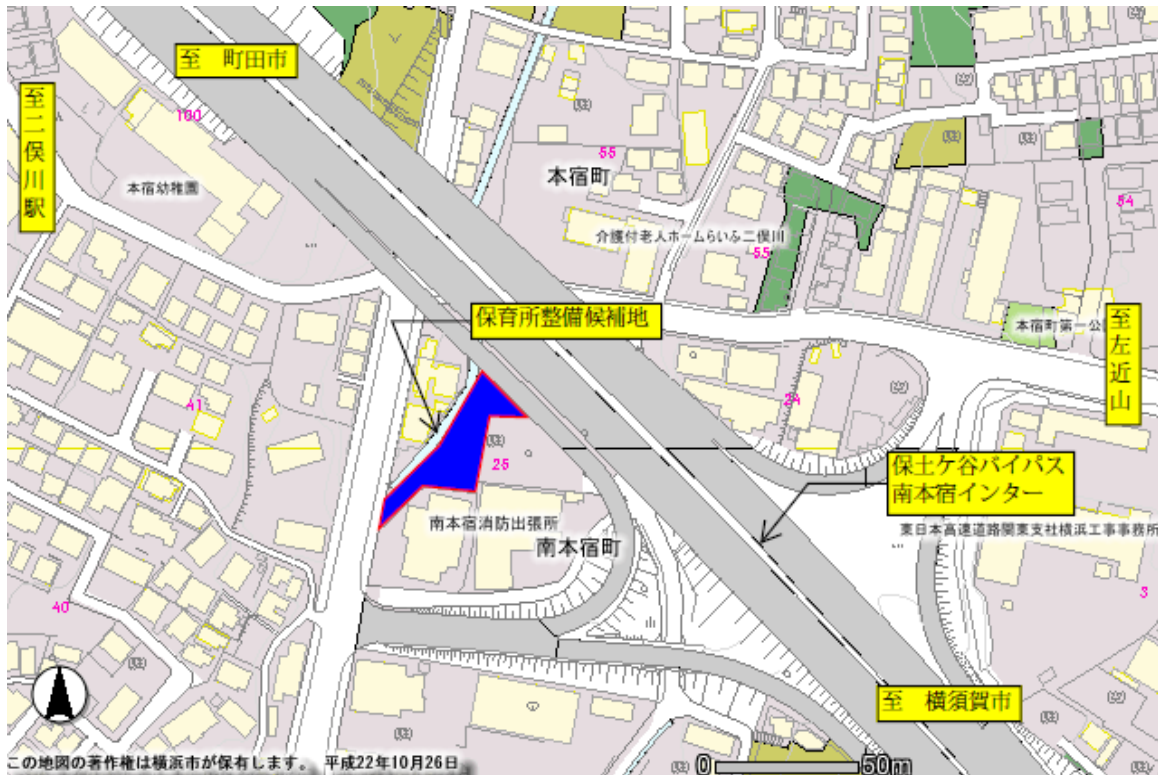 至 町田市
至二俣川駅
100
本宿幼稚園
55
本宿町
介護付老人ホームらいふ二俣川
55
54
保育所整備候補地
本宿町第一公
至左近山
41
24
25
保土ケ谷バイパス
南本宿インター
南本宿消防出張所
南本宿町
東日本高速道路関東支社横浜工事事務所
40
3
至 横須賀市
この地図の著作権は横浜市が保有します。 平成22年10月26日
0 50m